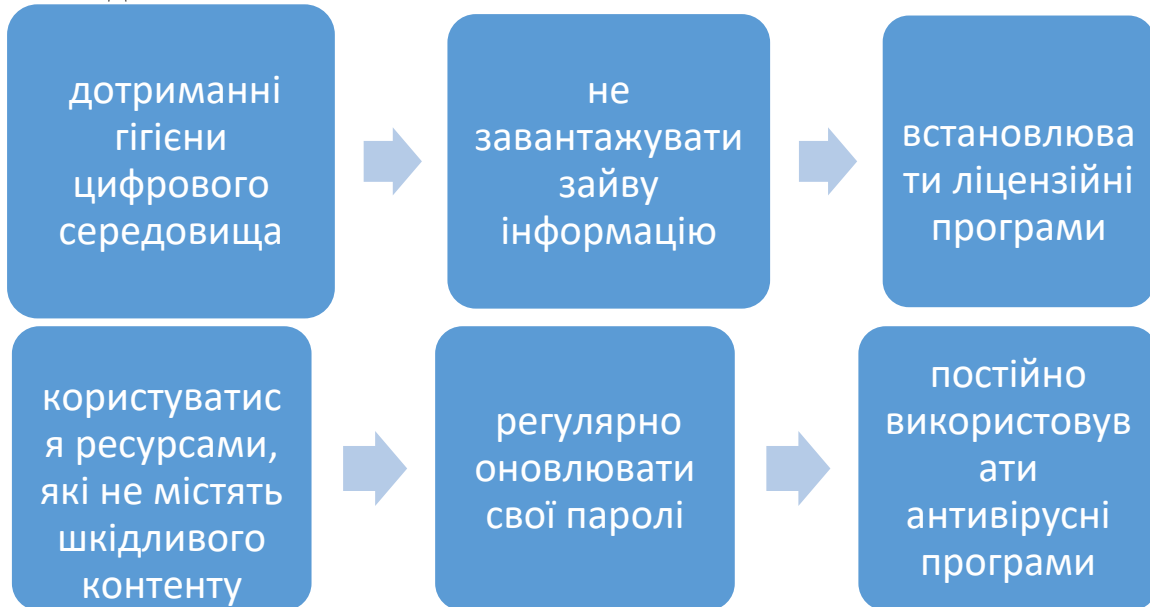 дотриманні
гігієни
цифрового
середовища
не
завантажувати
зайву
інформацію
встановлюва
ти ліцензійні
програми
користуватис
я ресурсами,
які не містять
шкідливого
контенту
регулярно
оновлювати
свої паролі
постійно
використовув
ати
антивірусні
програми